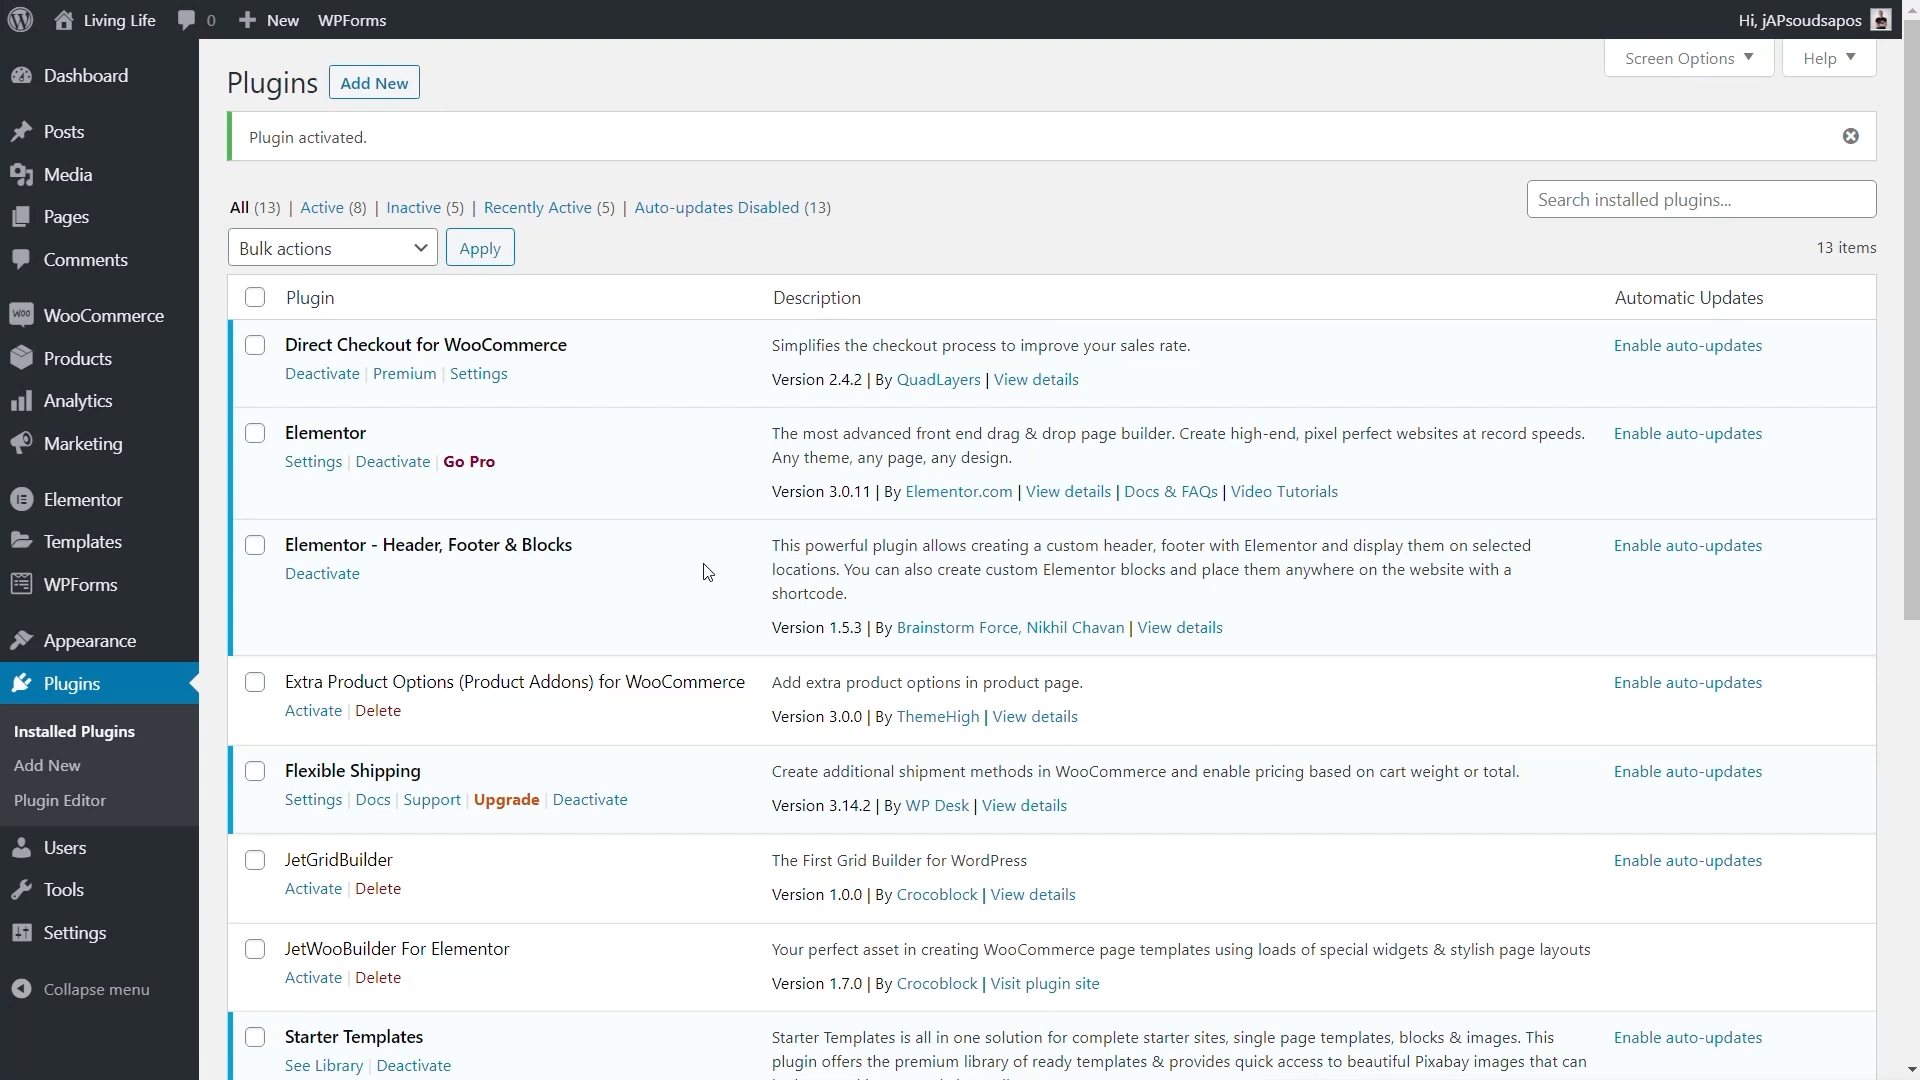 Living Life 0 New WPForms Hi, jAPsoudsapos
Screen Options Help
Dashboard
Posts
Media
Pages
Comments
Woo WooCommerce
Products
Analytics
Marketing
Elementor
Templates
WPForms
Appearance
Plugins
Installed Plugins
Add New
Plugin Editor
Users
Tools
Settings
Collapse menu
Plugins Add New
Plugin activated.
All (13) | Active (8) | Inactive (5) | Recently Active (5) | Auto-updates Disabled (13)
Search installed plugins...
Bulk actions Apply
13 items
Plugin Description Automatic Updates
Direct Checkout for WooCommerce
Deactivate | Premium | Settings
Simplifies the checkout process to improve your sales rate.
Version 2.4.2 | By QuadLayers | View details
Enable auto-updates
Elementor
Settings | Deactivate | Go Pro
The most advanced front end drag & drop page builder. Create high-end, pixel perfect websites at record speeds.
Any theme, any page, any design.
Version 3.0.11 | By Elementor.com | View details | Docs & FAQs | Video Tutorials
Enable auto-updates
Elementor - Header, Footer & Blocks
Deactivate
This powerful plugin allows creating a custom header, footer with Elementor and display them on selected
locations. You can also create custom Elementor blocks and place them anywhere on the website with a
shortcode.
Version 1.5.3 | By Brainstorm Force, Nikhil Chavan | View details
Enable auto-updates
Extra Product Options (Product Addons) for WooCommerce
Activate | Delete
Add extra product options in product page.
Version 3.0.0 | By ThemeHigh | View details
Enable auto-updates
Flexible Shipping
Settings | Docs | Support | Upgrade | Deactivate
Create additional shipment methods in WooCommerce and enable pricing based on cart weight or total.
Version 3.14.2 | By WP Desk | View details
Enable auto-updates
JetGridBuilder
Activate | Delete
The First Grid Builder for WordPress
Version 1.0.0 | By Crocoblock | View details
Enable auto-updates
JetWooBuilder For Elementor
Activate | Delete
Your perfect asset in creating WooCommerce page templates using loads of special widgets & stylish page layouts
Version 1.7.0 | By Crocoblock | Visit plugin site
Starter Templates
See Library | Deactivate
Starter Templates is all in one solution for complete starter sites, single page templates, blocks & images. This
plugin offers the premium library of ready templates & provides quick access to beautiful Pixabay images that can
Enable auto-updates